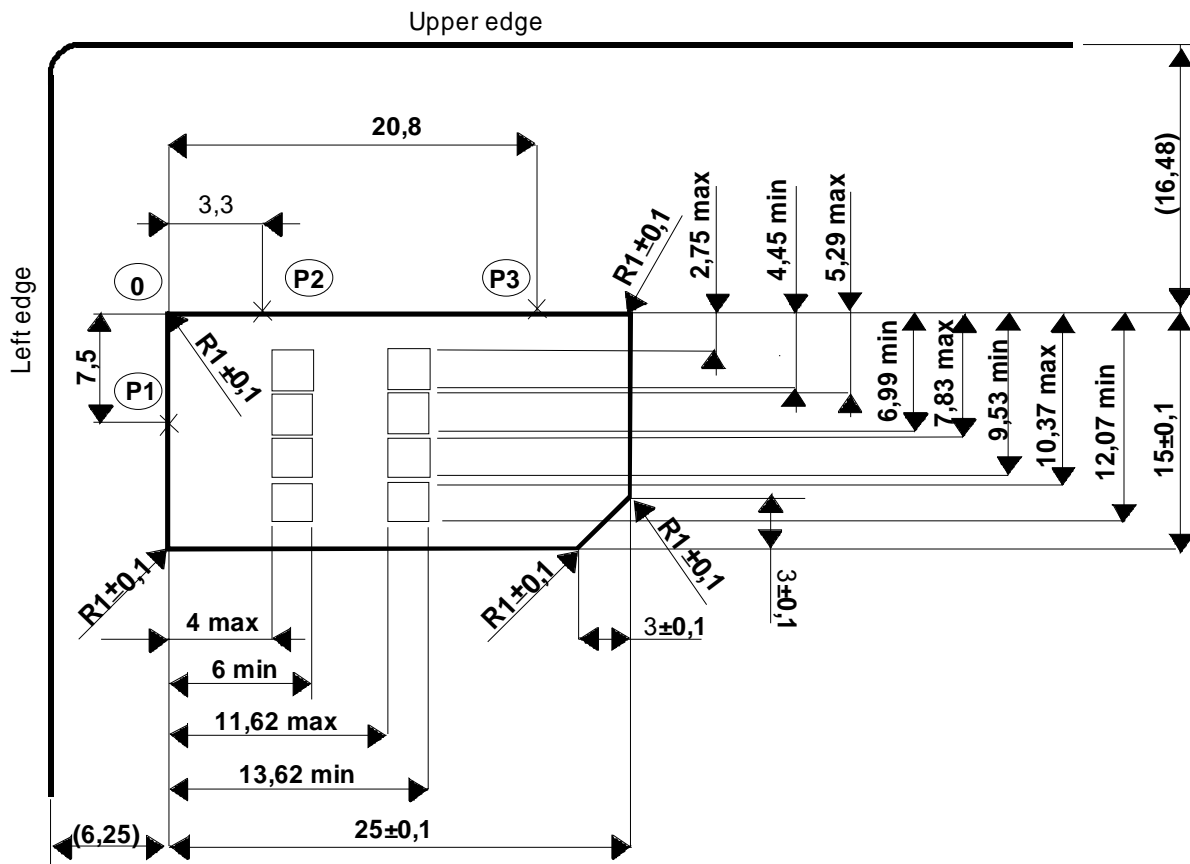 Upper edge
Left edge
20,8
3,3
0
P2
P3
R1±0,1
2,75 max
4,45 min
5,29 max
(16,48)
7,5
P1
R1±0,1
6,99 min
7,83 max
9,53 min
10,37 max
12,07 min
15±0,1
R1±0,1
R1±0,1
R1±0,1
3±0,1
4 max
3±0,1
6 min
11,62 max
13,62 min
(6,25)
25±0,1